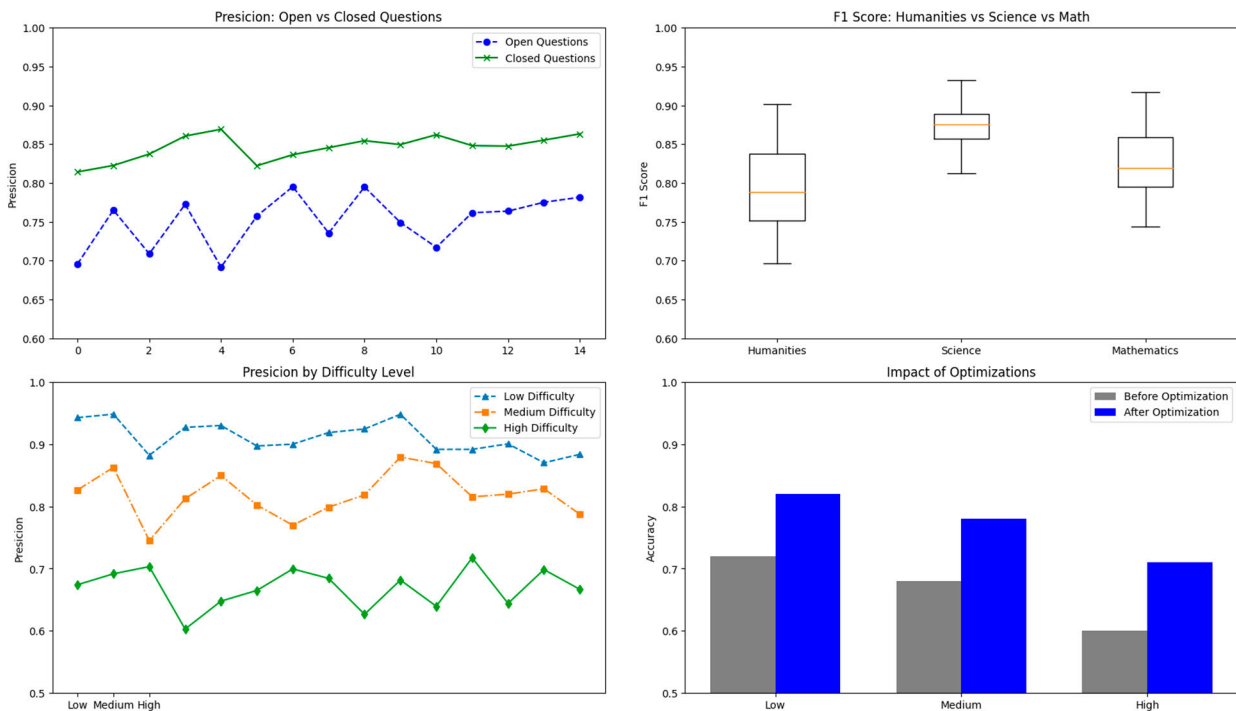 Presicion: Open vs Closed Questions
1.00
0.95
0.90
0.85
0.80
0.75
0.70
0.65
0.60
Presicion
Open Questions
Closed Questions
0 2 4 6 8 10 12 14
F1 Score: Humanities vs Science vs Math
1.00
0.95
0.90
0.85
0.80
0.75
0.70
0.65
0.60
F1 Score
Humanities Science Mathematics
Presicion by Difficulty Level
1.0
0.9
0.8
0.7
0.6
0.5
Presicion
Low Difficulty
Medium Difficulty
High Difficulty
Low Medium High
Impact of Optimizations
1.0
0.9
0.8
0.7
0.6
0.5
Accuracy
Before Optimization
After Optimization
Low Medium High